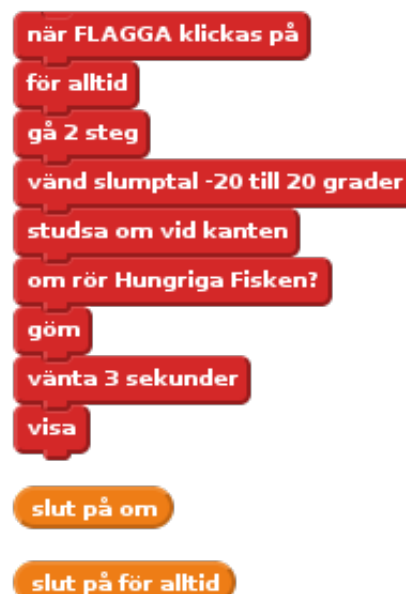 när FLAGGA klickas på
för alltid
gå 2 steg
vänd slumptal -20 till 20 grader
studsa om vid kanten
om rör Hungriga Fisken?
göm
vänta 3 sekunder
visa
slut på om
slut på för alltid